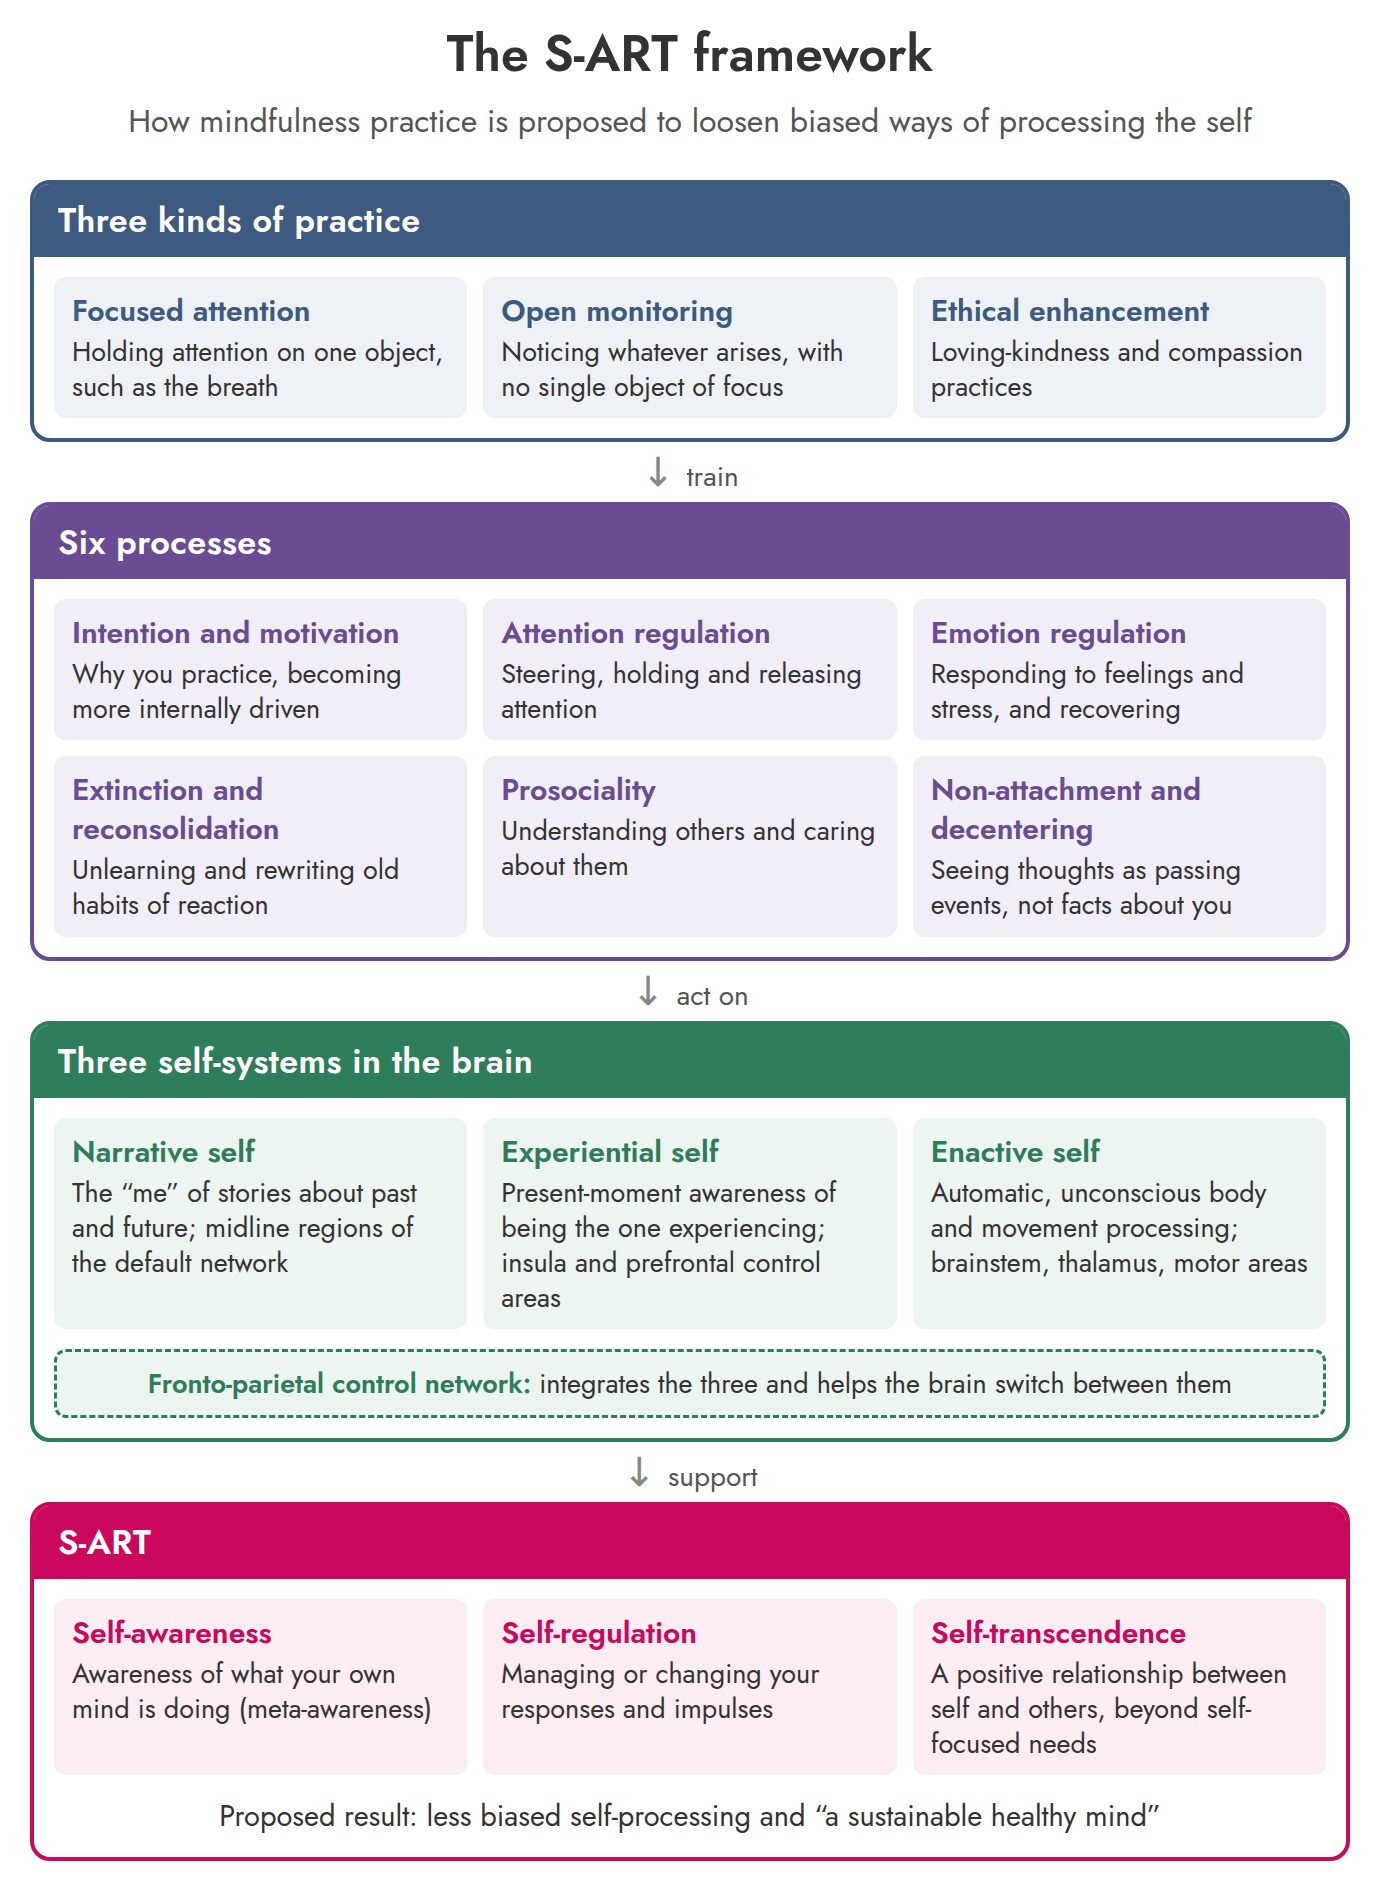 The S-ART framework
How mindfulness practice is proposed to loosen biased ways of processing the self
Three kinds of practice
Focused attention
Holding attention on one object,
such as the breath
Open monitoring
Noticing whatever arises, with
no single object of focus
Ethical enhancement
Loving-kindness and compassion
practices
↓ train
Six processes
Intention and motivation
Why you practice, becoming
more internally driven
Attention regulation
Steering, holding and releasing
attention
Emotion regulation
Responding to feelings and
stress, and recovering
Extinction and
reconsolidation
Unlearning and rewriting old
habits of reaction
Prosociality
Understanding others and caring
about them
Non-attachment and
decentering
Seeing thoughts as passing
events, not facts about you
↓ act on
Three self-systems in the brain
Narrative self
The “me” of stories about past
and future; midline regions of
the default network
Experiential self
Present-moment awareness of
being the one experiencing;
insula and prefrontal control
areas
Enactive self
Automatic, unconscious body
and movement processing;
brainstem, thalamus, motor areas
Fronto-parietal control network: integrates the three and helps the brain switch between them
↓ support
S-ART
Self-awareness
Awareness of what your own
mind is doing (meta-awareness)
Self-regulation
Managing or changing your
responses and impulses
Self-transcendence
A positive relationship between
self and others, beyond self-
focused needs
Proposed result: less biased self-processing and “a sustainable healthy mind”